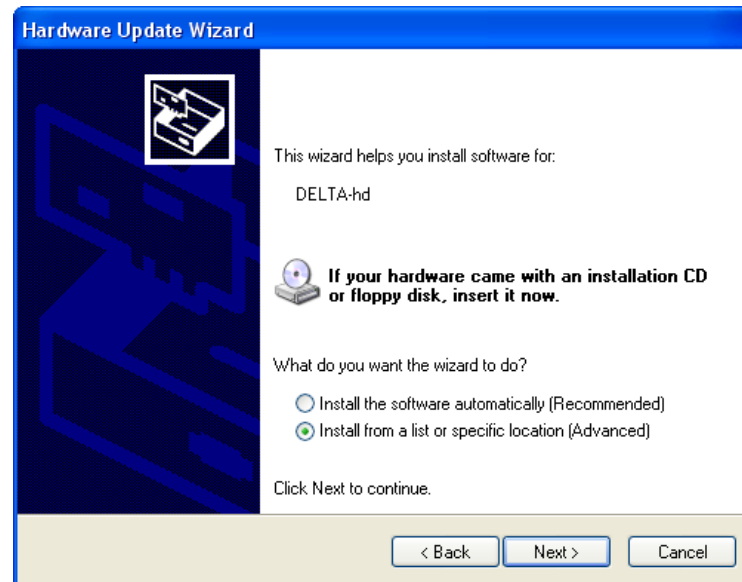 Hardware Update Wizard
This wizard helps you install software for:
DELTA-hd
If your hardware came with an installation CD
or floppy disk, insert it now.
What do you want the wizard to do?
Install the software automatically (Recommended)
Install from a list or specific location (Advanced)
Click Next to continue.
< Back Next > Cancel